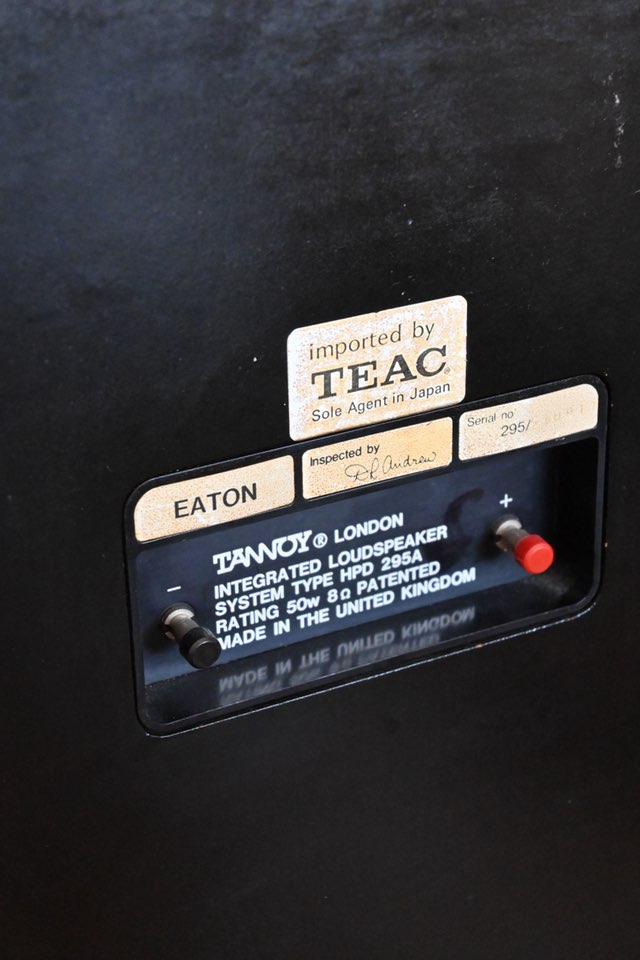 imported by
TEAC
Sole Agent in Japan
EATON
Inspected by
D R Andrew
Serial no
295/
TANNOY ® LONDON
INTEGRATED LOUDSPEAKER
SYSTEM TYPE HPD 295A
RATING 50w 8Ω PATENTED
MADE IN THE UNITED KINGDOM
−
+